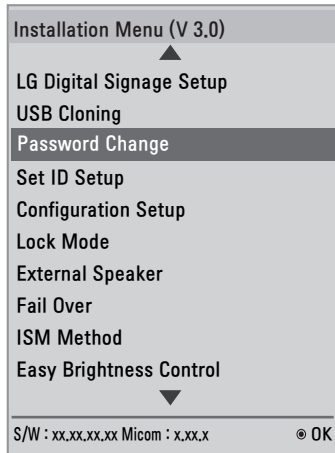 Installation Menu (V 3.0)
LG Digital Signage Setup
USB Cloning
Password Change
Set ID Setup
Configuration Setup
Lock Mode
External Speaker
Fail Over
ISM Method
Easy Brightness Control
S/W : xx.xx.xx.xx Micom : x.xx.x ◉ OK